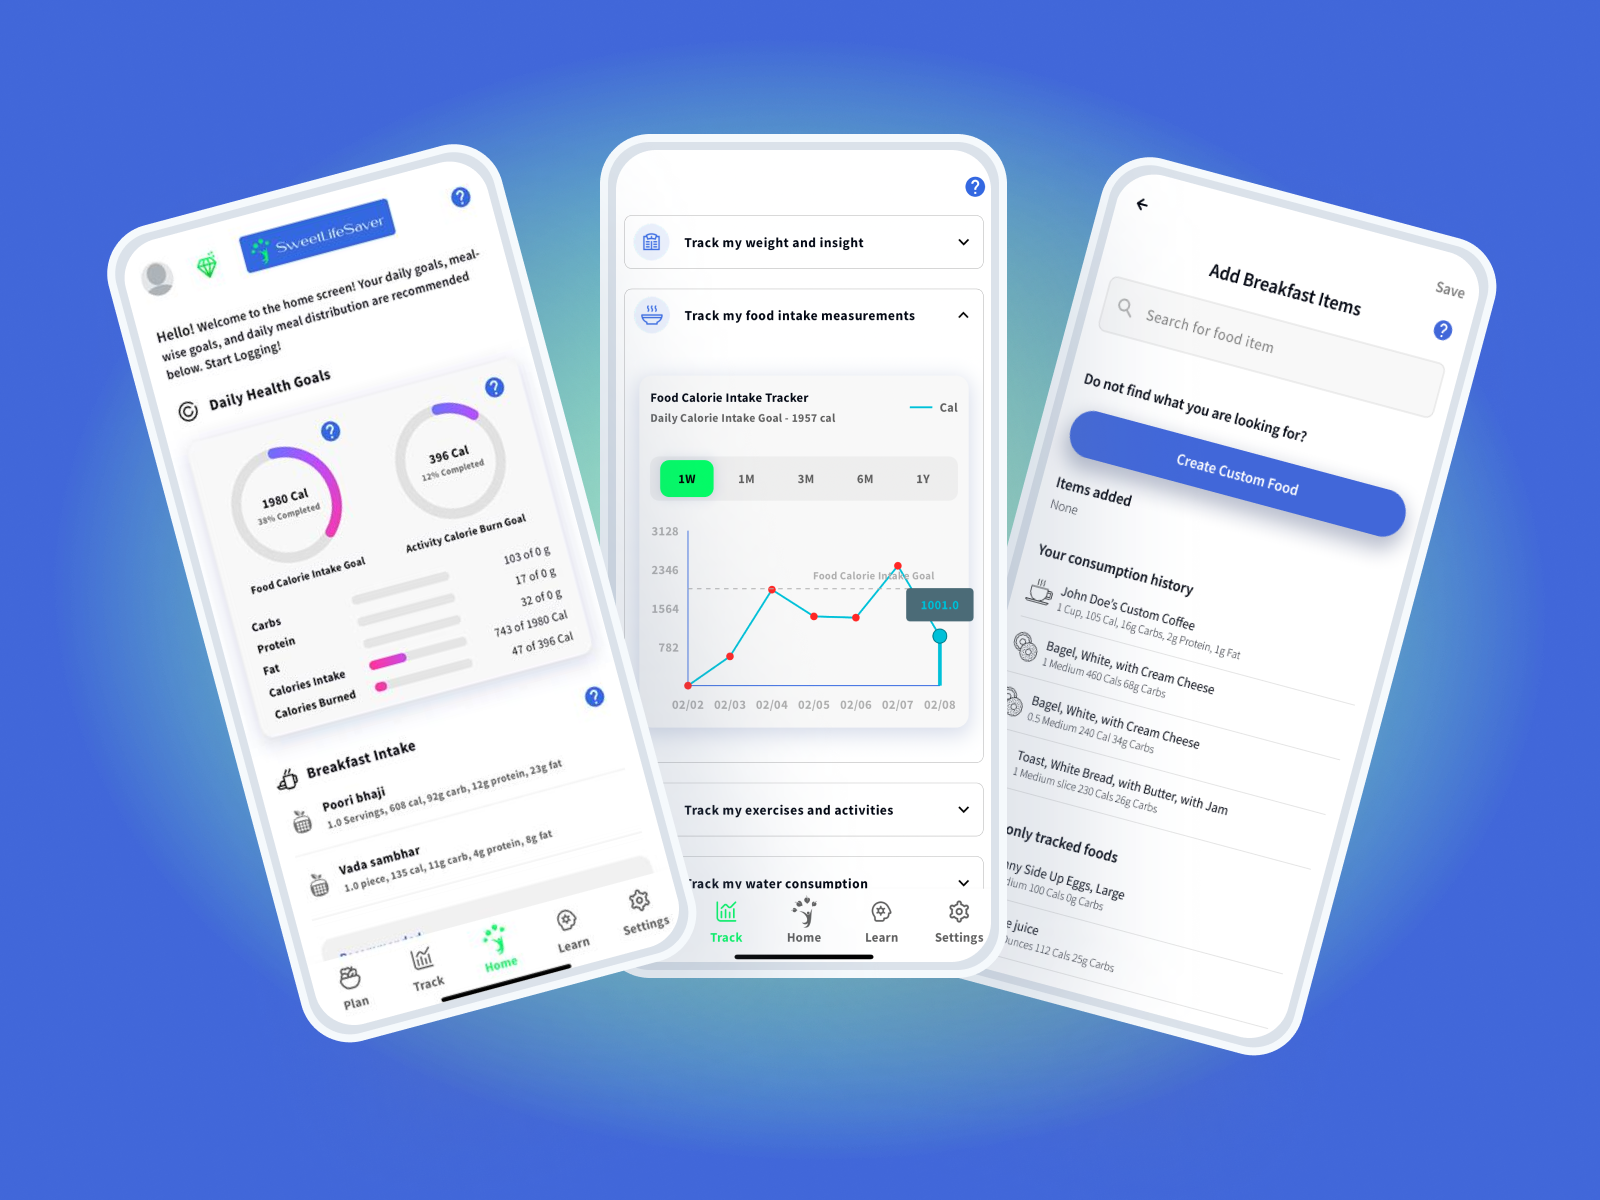 SweetLifeSaver
?
Hello! Welcome to the home screen! Your daily goals, meal-
wise goals, and daily meal distribution are recommended
below. Start Logging!
Daily Health Goals
?
?
1980 Cal
38% Completed
Food Calorie Intake Goal
396 Cal
12% Completed
Activity Calorie Burn Goal
Carbs 103 of 0 g
Protein 17 of 0 g
Fat 32 of 0 g
Calories Intake 743 of 1980 Cal
Calories Burned 47 of 396 Cal
?
Breakfast Intake
Poori bhaji
1.0 Servings, 608 cal, 92g carb, 12g protein, 23g fat
Vada sambhar
1.0 piece, 135 cal, 11g carb, 4g protein, 8g fat
Plan
Track
Home
Learn
Settings
?
Track my weight and insight
Track my food intake measurements
Food Calorie Intake Tracker
Daily Calorie Intake Goal - 1957 cal
Cal
1W 1M 3M 6M 1Y
3128
2346
1564
782
Food Calorie Intake Goal
1001.0
02/02 02/03 02/04 02/05 02/06 02/07 02/08
Track my exercises and activities
Track my water consumption
Track
Home
Learn
Settings
Save
Add Breakfast Items
?
Search for food item
Do not find what you are looking for?
Create Custom Food
Items added
None
Your consumption history
John Doe's Custom Coffee
1 Cup, 105 Cal, 16g Carbs, 2g Protein, 1g Fat
Bagel, White, with Cream Cheese
1 Medium 460 Cals 68g Carbs
Bagel, White, with Cream Cheese
0.5 Medium 240 Cal 34g Carbs
Toast, White Bread, with Butter, with Jam
1 Medium slice 230 Cals 26g Carbs
only tracked foods
nny Side Up Eggs, Large
dium 100 Cals 0g Carbs
e juice
Ounces 112 Cals 25g Carbs